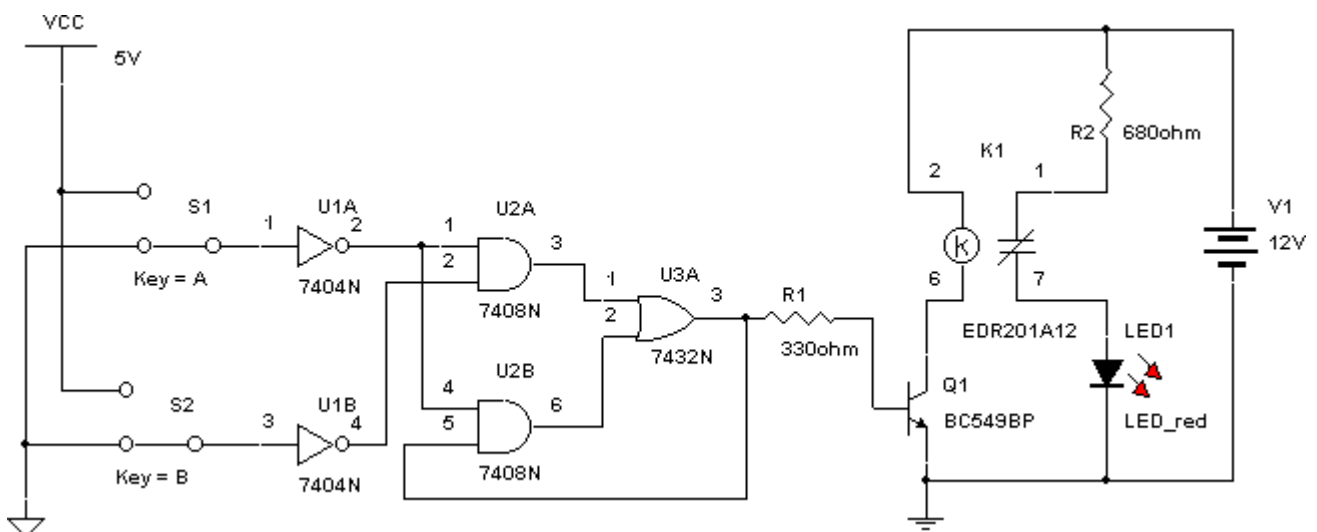 VCC
5V
S1
Key = A
1
U1A
2
7404N
S2
Key = B
3
U1B
4
7404N
U2A
1
2
3
7408N
U2B
4
5
6
7408N
U3A
1
2
3
7432N
R1
330ohm
K1
2
1
K
6
7
EDR201A12
R2
680ohm
V1
12V
LED1
LED_red
Q1
BC549BP